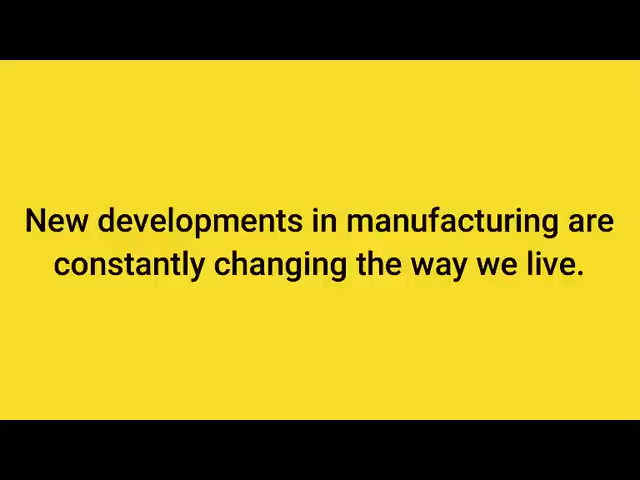 New developments in manufacturing are
constantly changing the way we live.